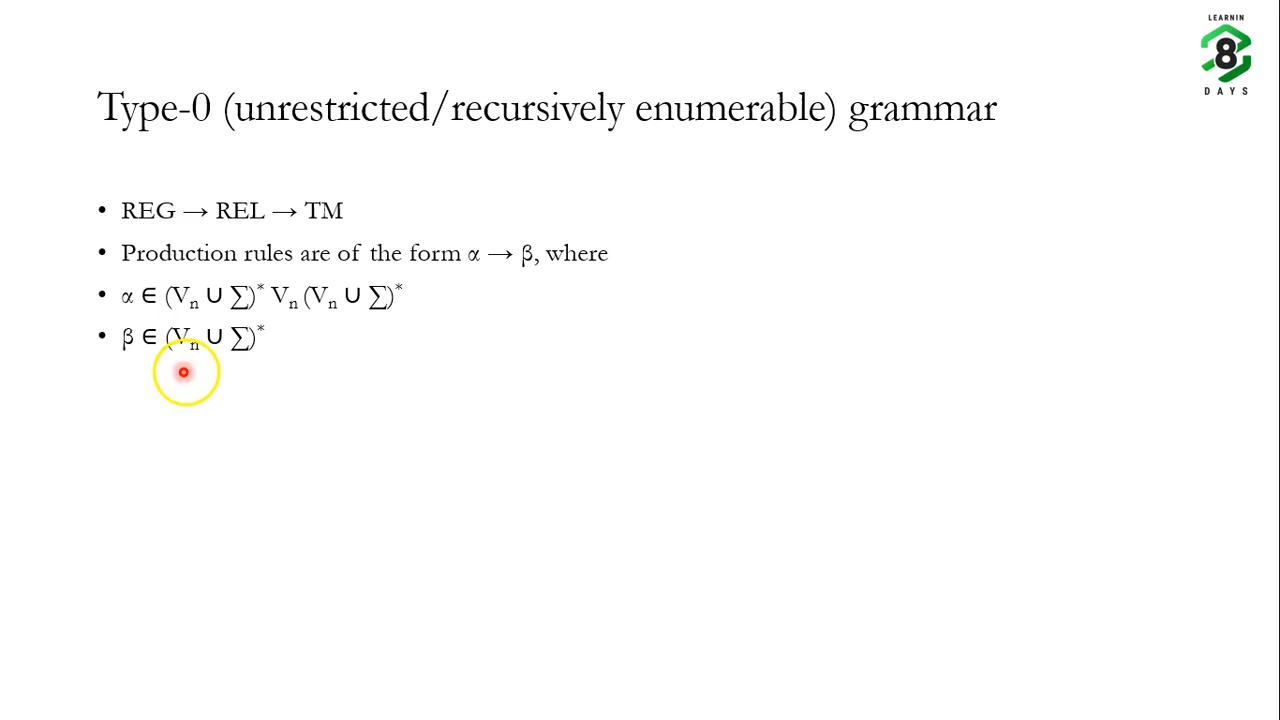 LEARNIN
8
DAYS
Type-0 (unrestricted/recursively enumerable) grammar
• REG → REL → TM
• Production rules are of the form α → β, where
• α ∈ (Vₙ ∪ ∑)* Vₙ (Vₙ ∪ ∑)*
• β ∈ (Vₙ ∪ ∑)*